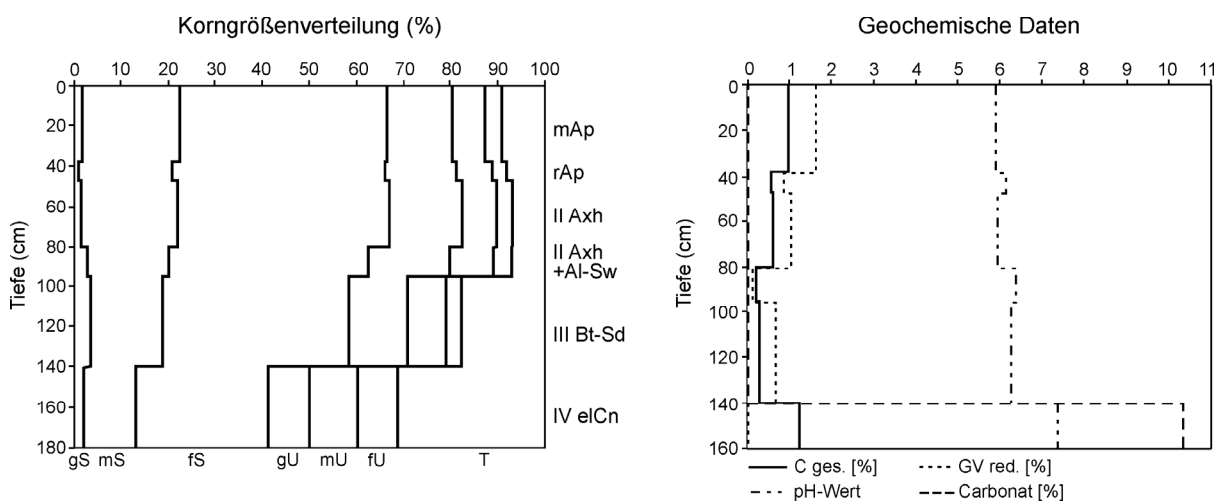 Korngrößenverteilung (%)
0 10 20 30 40 50 60 70 80 90 100
Tiefe (cm)
0
20
40
60
80
100
120
140
160
180
mAp
rAp
II Axh
II Axh
+Al-Sw
III Bt-Sd
IV elCn
gS mS fS gU mU fU T
Geochemische Daten
0 1 2 3 4 5 6 7 8 9 10 11
Tiefe (cm)
0
20
40
60
80
100
120
140
160
C ges. [%] GV red. [%]
pH-Wert Carbonat [%]